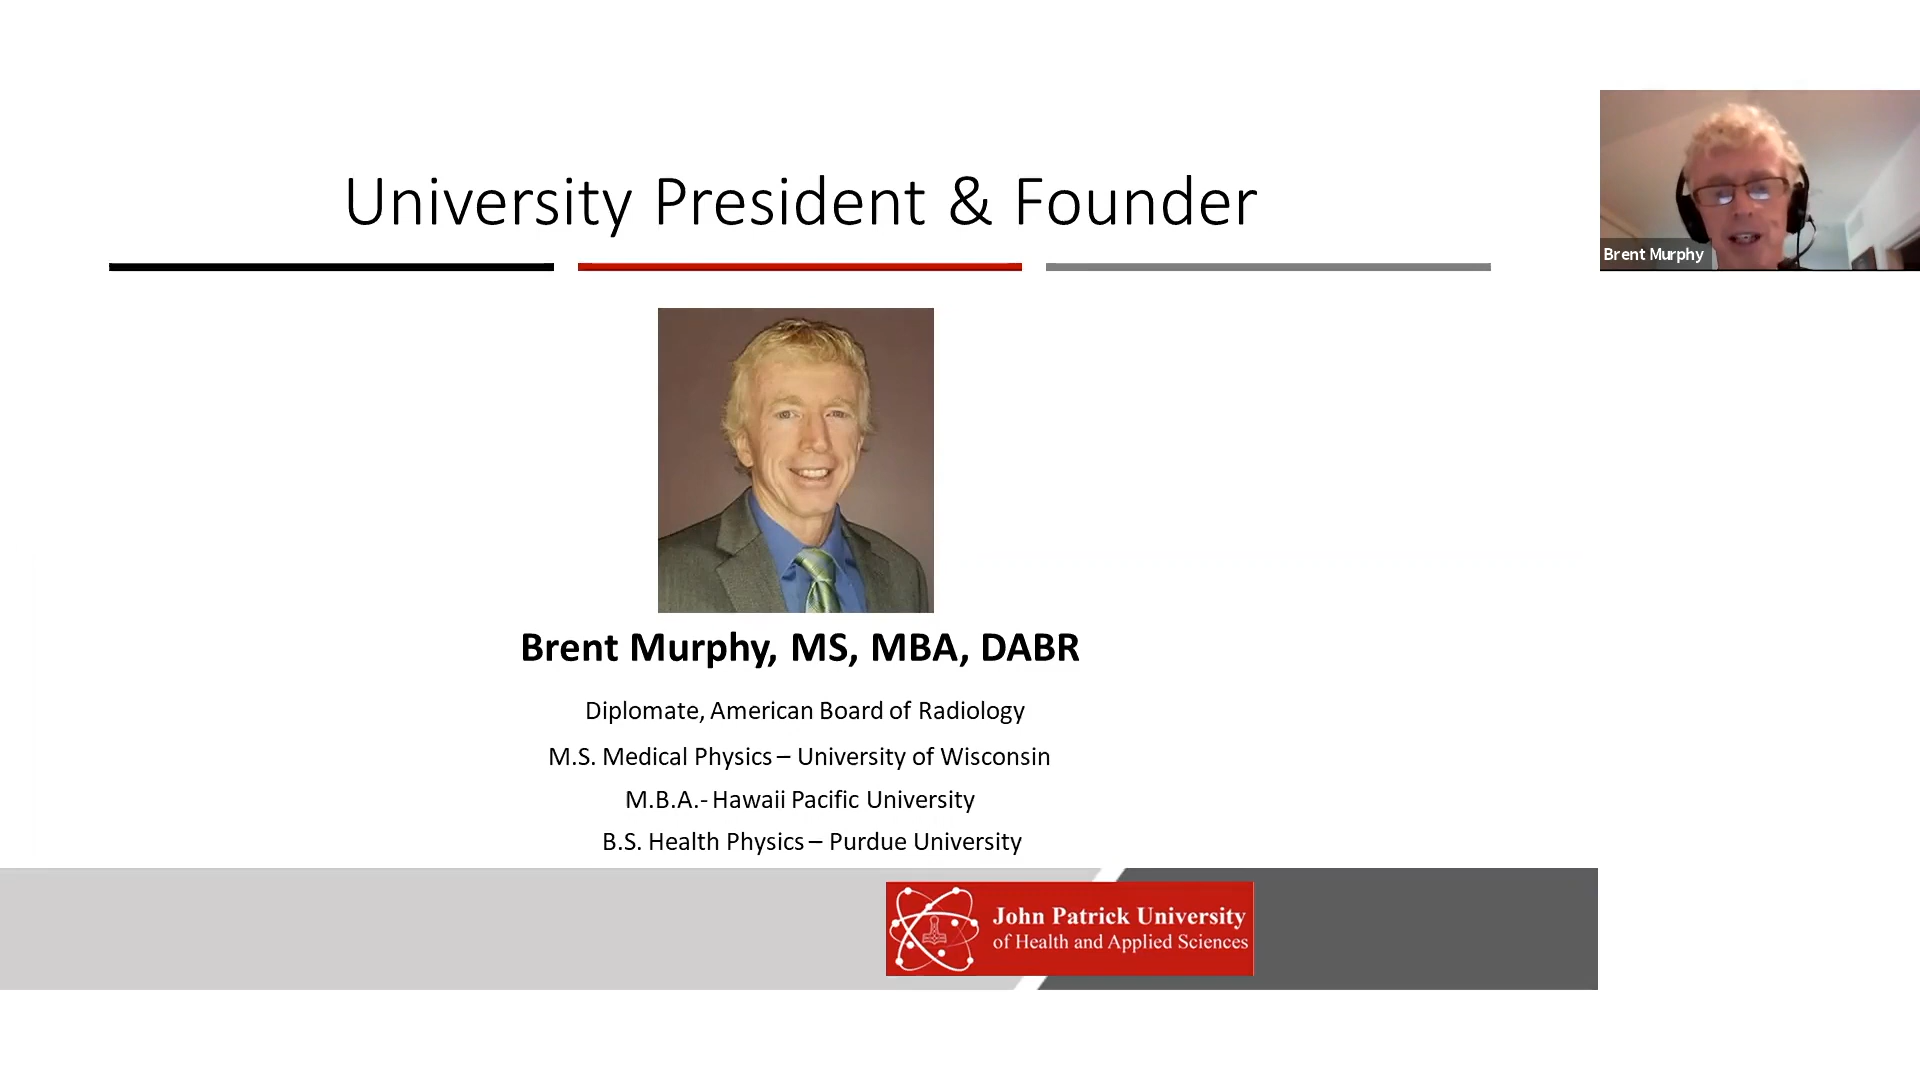 University President & Founder
Brent Murphy
Brent Murphy, MS, MBA, DABR
Diplomate, American Board of Radiology
M.S. Medical Physics – University of Wisconsin
M.B.A.- Hawaii Pacific University
B.S. Health Physics – Purdue University
John Patrick University
of Health and Applied Sciences